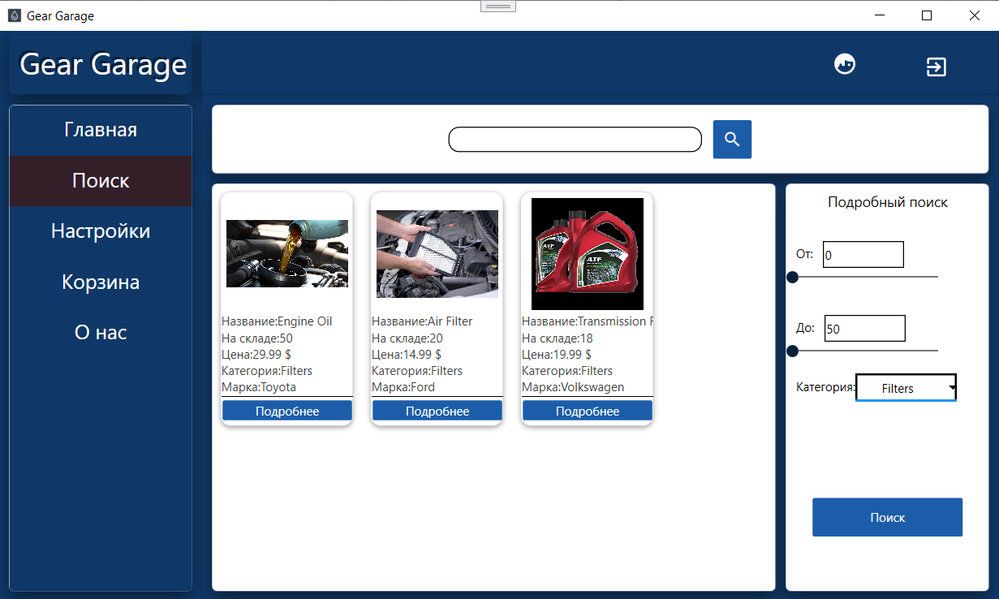 Gear Garage
Gear Garage
Главная
Поиск
Настройки
Корзина
О нас
Название:Engine Oil
На складе:50
Цена:29.99 $
Категория:Filters
Марка:Toyota
Подробнее
Название:Air Filter
На складе:20
Цена:14.99 $
Категория:Filters
Марка:Ford
Подробнее
ATF
ATF
Название:Transmission F
На складе:18
Цена:19.99 $
Категория:Filters
Марка:Volkswagen
Подробнее
Подробный поиск
От: 0
До: 50
Категория: Filters
Поиск